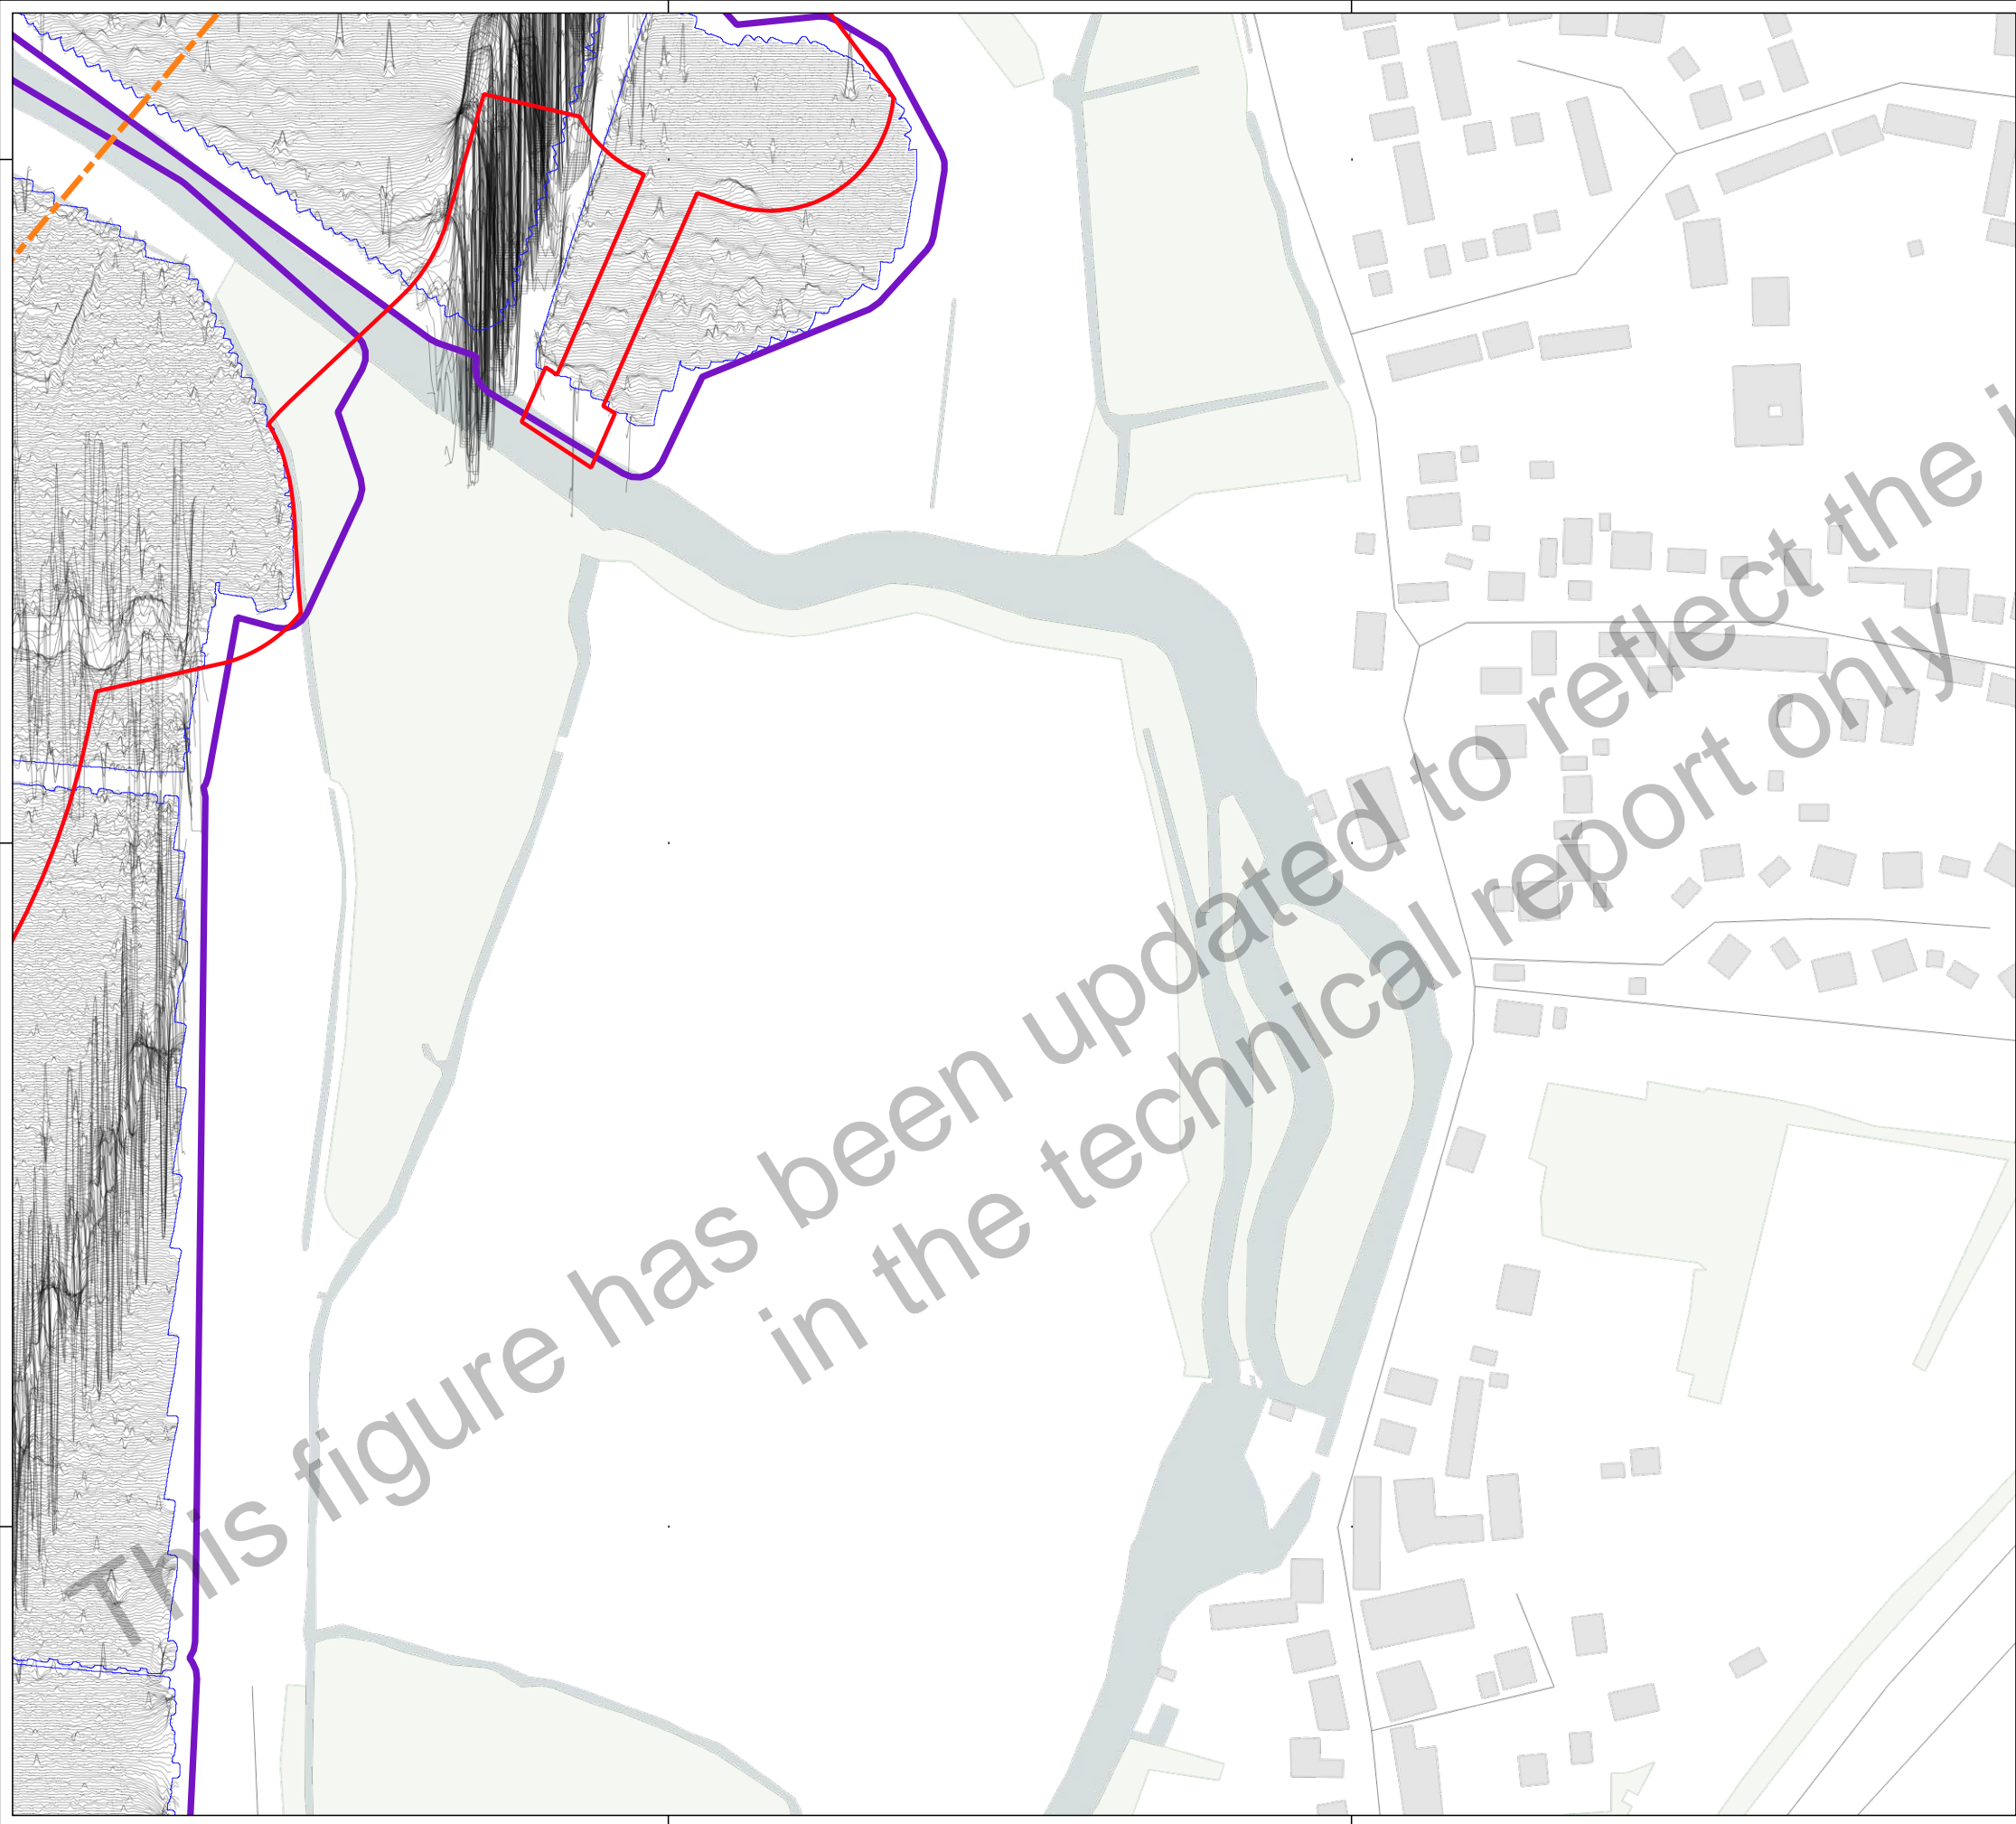 This figure has been updated to reflect the i
in the technical report only